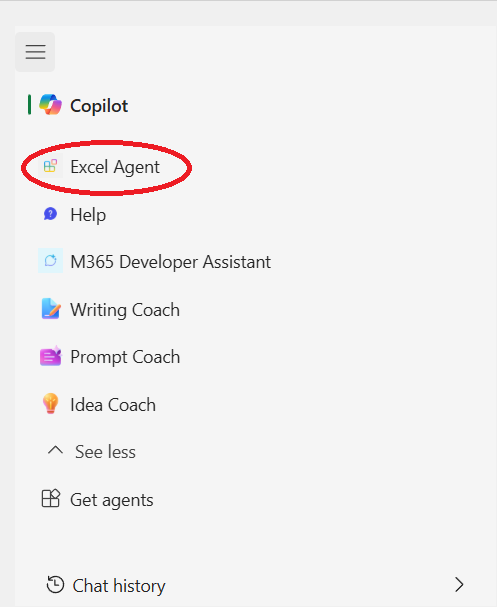 Copilot
Excel Agent
Help
M365 Developer Assistant
Writing Coach
Prompt Coach
Idea Coach
See less
Get agents
Chat history